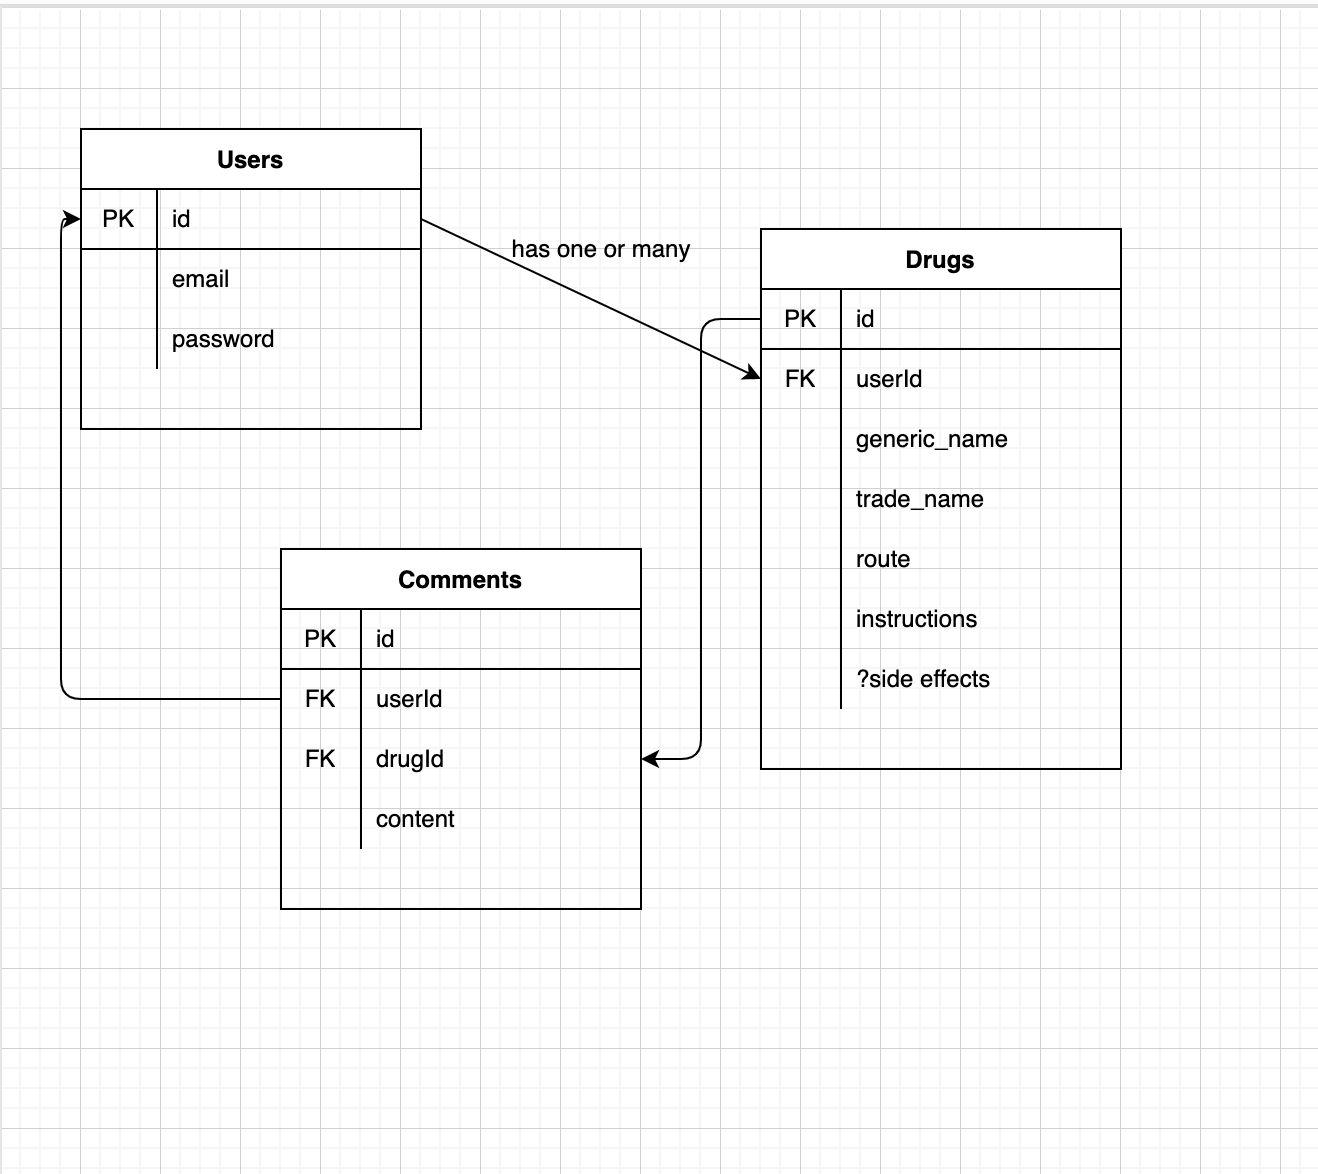 Users
PK id
email
password
has one or many
Drugs
PK id
FK userId
generic_name
trade_name
route
instructions
?side effects
Comments
PK id
FK userId
FK drugId
content